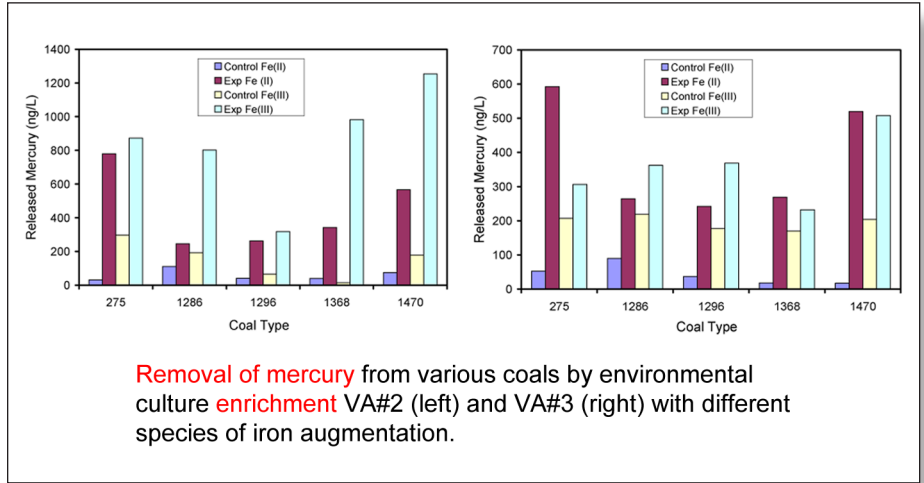 1400
1200
1000
800
600
400
200
0
Released Mercury (ng/L)
Control Fe(II)
Exp Fe (II)
Control Fe(III)
Exp Fe(III)
275 1286 1296 1368 1470
Coal Type
700
600
500
400
300
200
100
0
Released Mercury (ng/L)
Control Fe(II)
Exp Fe (II)
Control Fe(III)
Exp Fe(III)
275 1286 1296 1368 1470
Coal Type
Removal of mercury from various coals by environmental
culture enrichment VA#2 (left) and VA#3 (right) with different
species of iron augmentation.